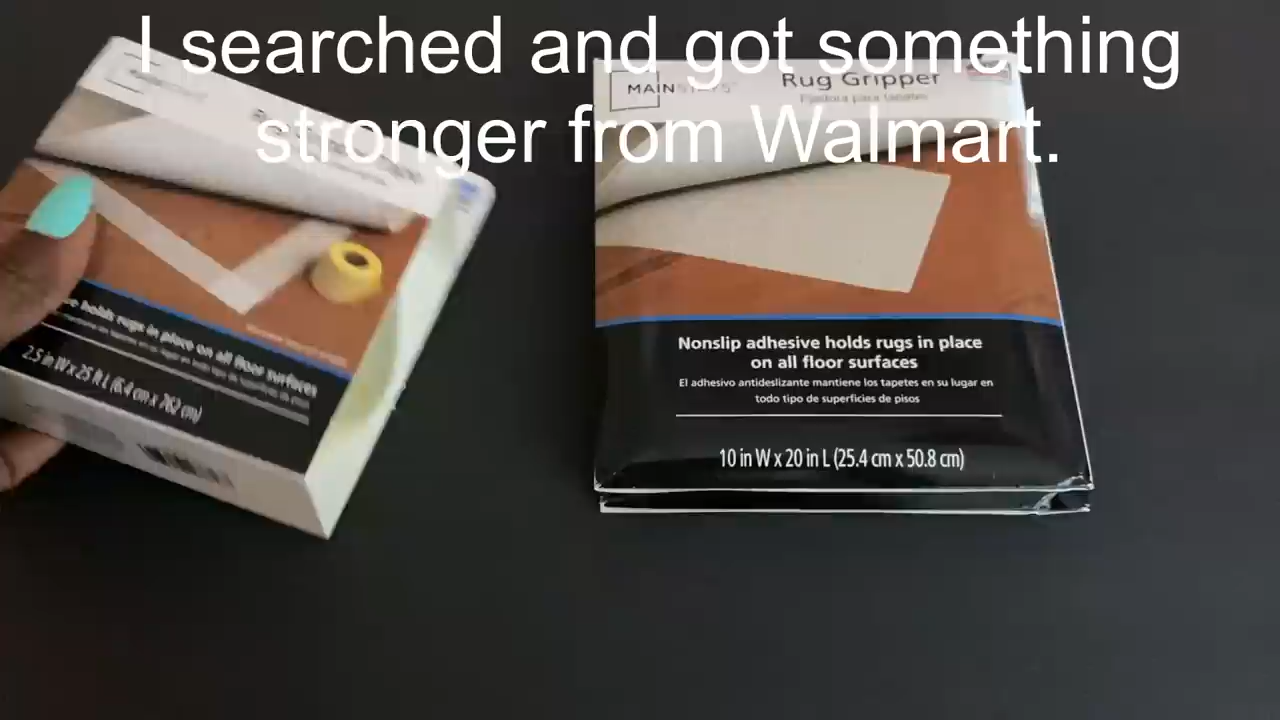 I searched and got something
stronger from Walmart.
MAINSTAYS
Rug Gripper
Fijadora para tapetes
Nonslip adhesive holds rugs in place
on all floor surfaces
El adhesivo antideslizante mantiene los tapetes en su lugar en
todo tipo de superficies de pisos
10 in W x 20 in L (25.4 cm x 50.8 cm)
holds rugs in place on all floor surfaces
2.5 in W x 25 ft L (6.4 cm x 762 cm)